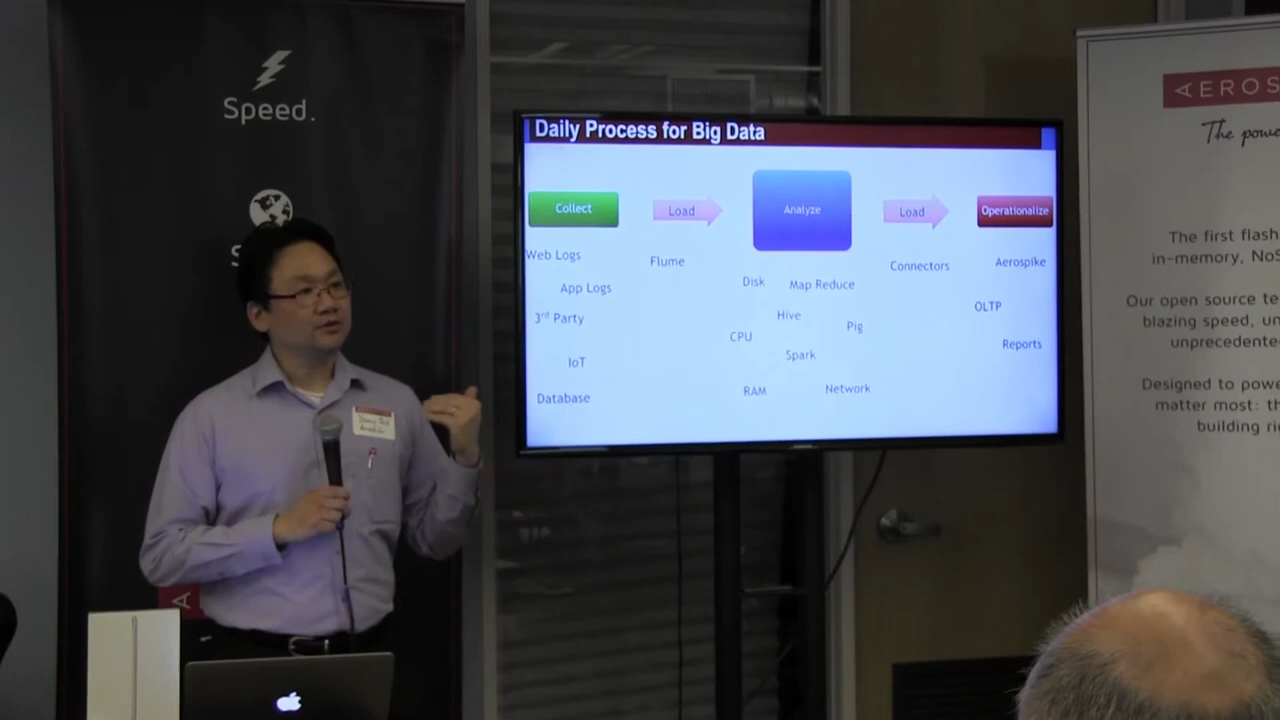 Speed.
S
Daily Process for Big Data
Collect
Load
Analyze
Load
Operationalize
Web Logs
Flume
Disk
Map Reduce
Connectors
Aerospike
App Logs
Hive
OLTP
3rd Party
CPU
Pig
Spark
Reports
IoT
RAM
Network
Database
AEROS
The powe
The first flash
in-memory, NoS
Our open source te
blazing speed, un
unprecedente
Designed to powe
matter most: th
building ri